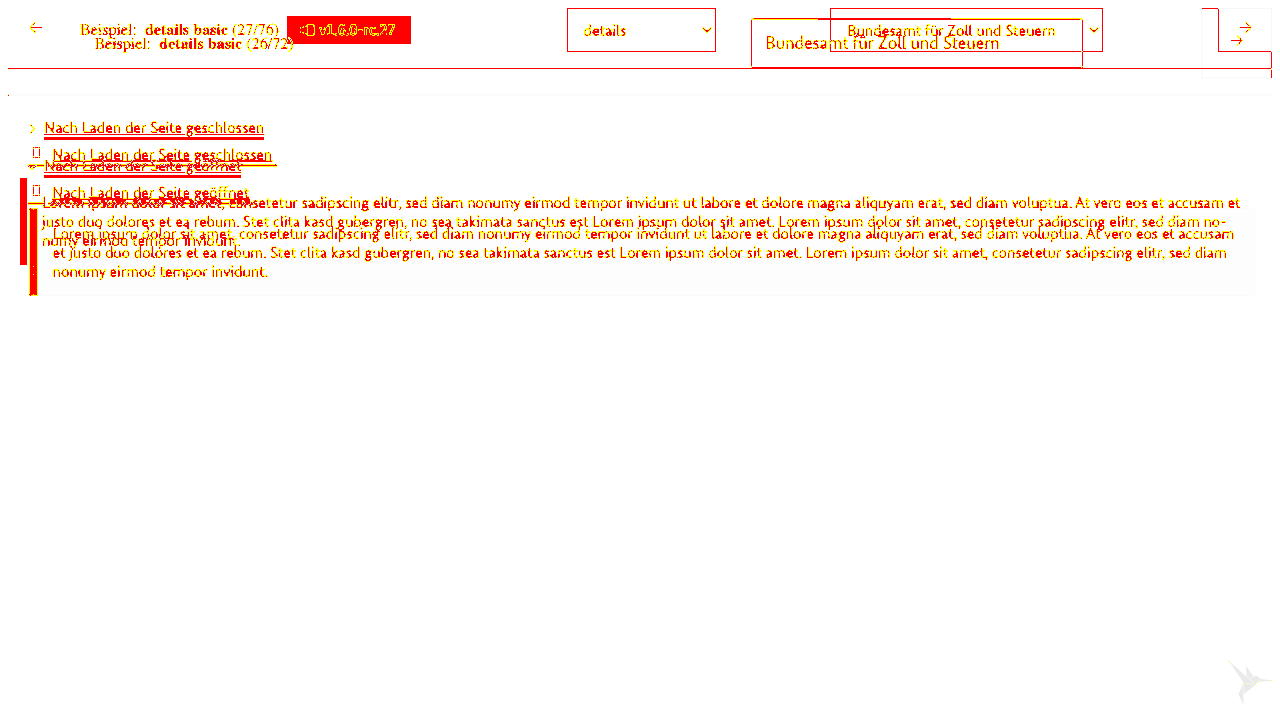 Beispiel: details basic (27/76) v1.6.0-rc.27
Beispiel: details basic (26/72)
details
Bundesamt für Zoll und Steuern
Bundesamt für Zoll und Steuern
Nach Laden der Seite geschlossen
Nach Laden der Seite geschlossen
Nach Laden der Seite geöffnet
Nach Laden der Seite geöffnet
Lorem ipsum dolor sit amet, consetetur sadipscing elitr, sed diam nonumy eirmod tempor invidunt ut labore et dolore magna aliquyam erat, sed diam voluptua. At vero eos et accusam et
justo duo dolores et ea rebum. Stet clita kasd gubergren, no sea takimata sanctus est Lorem ipsum dolor sit amet. Lorem ipsum dolor sit amet, consetetur sadipscing elitr, sed diam no-
numy eirmod tempor invidunt.
Lorem ipsum dolor sit amet, consetetur sadipscing elitr, sed diam nonumy eirmod tempor invidunt ut labore et dolore magna aliquyam erat, sed diam voluptua. At vero eos et accusam
et justo duo dolores et ea rebum. Stet clita kasd gubergren, no sea takimata sanctus est Lorem ipsum dolor sit amet. Lorem ipsum dolor sit amet, consetetur sadipscing elitr, sed diam
nonumy eirmod tempor invidunt.